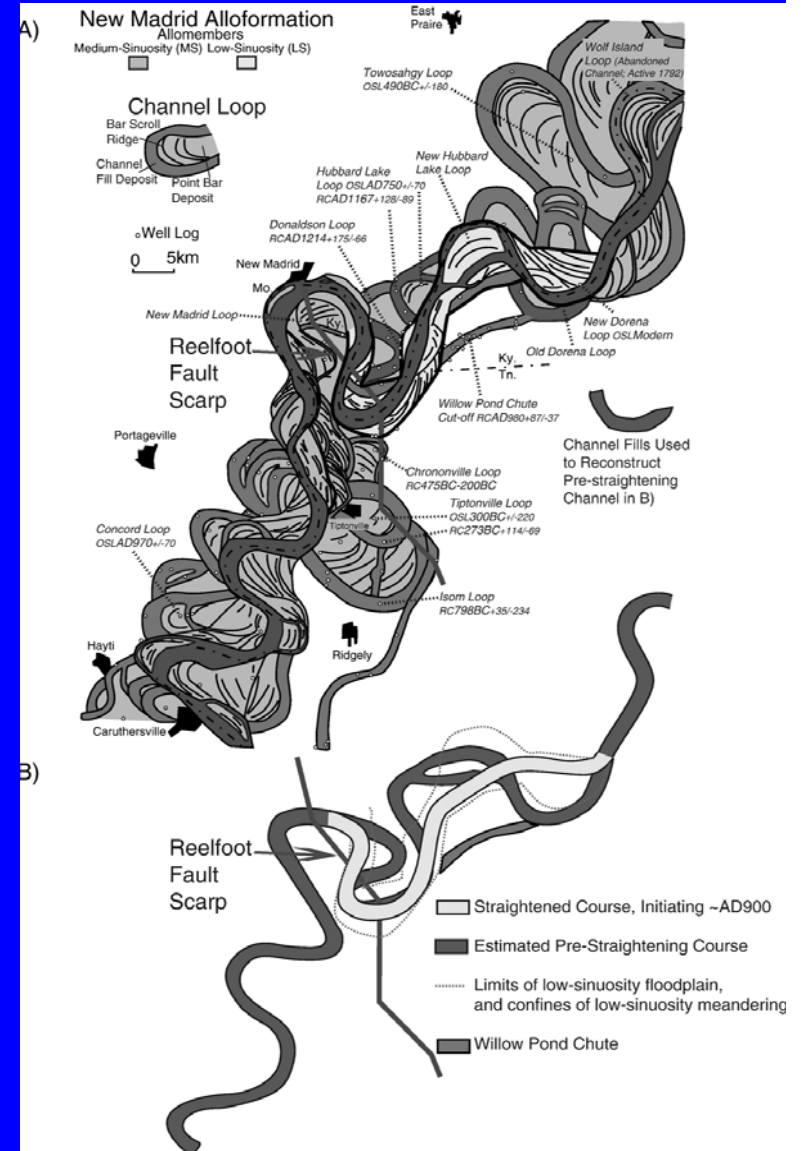 A)
New Madrid Alloformation
Allomembers
Medium-Sinuosity (MS) Low-Sinuosity (LS)
East
Praire
Wolf Island
Loop (Abandoned
Channel; Active 1792)
Towosahgy Loop
OSL490BC+/-180
Channel Loop
Bar Scroll
Ridge
Channel
Fill Deposit
Point Bar
Deposit
Hubbard Lake
Loop OSLAD750+/-70
RCAD1167+128/-89
New Hubbard
Lake Loop
Donaldson Loop
RCAD1214+175/-66
Well Log
0 5km
New Madrid
Mo.
Ky.
New Madrid Loop
Reelfoot
Fault
Scarp
New Dorena
Loop OSLModern
Old Dorena Loop
Ky.
Tn.
Willow Pond Chute
Cut-off RCAD980+87/-37
Portageville
Channel Fills Used
to Reconstruct
Pre-straightening
Channel in B)
Chrononville Loop
RC475BC-200BC
Tiptonville Loop
OSL300BC+/-220
RC273BC+114/-69
Tiptonville
Concord Loop
OSLAD970+/-70
Isom Loop
RC798BC+35/-234
Hayti
Ridgely
Caruthersville
B)
Reelfoot
Fault
Scarp
Straightened Course, Initiating ~AD900
Estimated Pre-Straightening Course
Limits of low-sinuosity floodplain,
and confines of low-sinuosity meandering
Willow Pond Chute